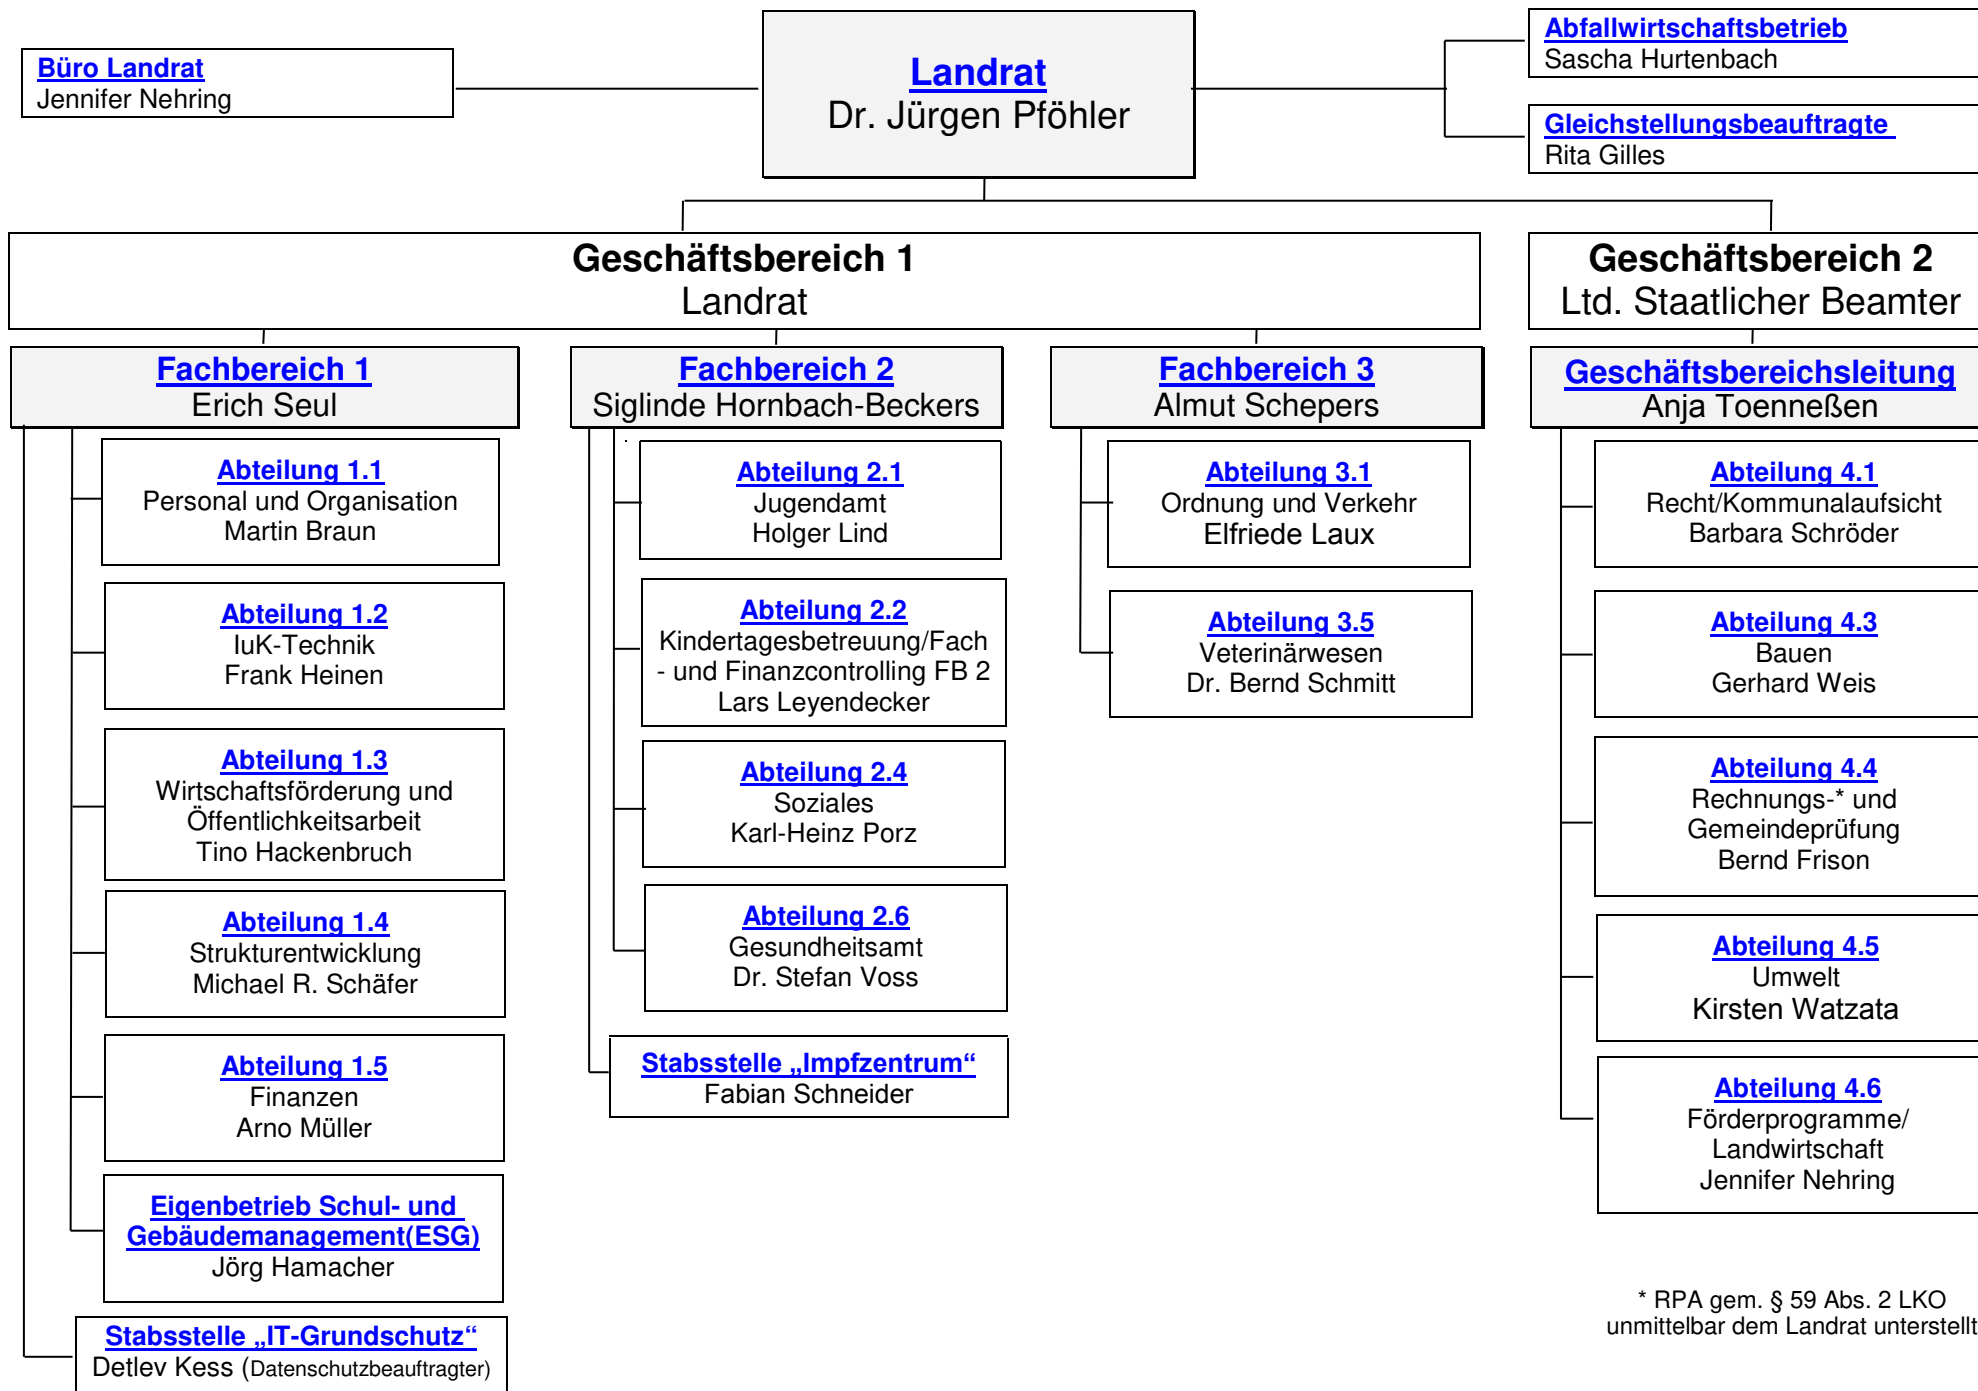 Büro Landrat
Jennifer Nehring
Landrat
Dr. Jürgen Pföhler
Abfallwirtschaftsbetrieb
Sascha Hurtenbach
Gleichstellungsbeauftragte
Rita Gilles
Geschäftsbereich 1
Landrat
Geschäftsbereich 2
Ltd. Staatlicher Beamter
Fachbereich 1
Erich Seul
Abteilung 1.1
Personal und Organisation
Martin Braun
Abteilung 1.2
IuK-Technik
Frank Heinen
Abteilung 1.3
Wirtschaftsförderung und
Öffentlichkeitsarbeit
Tino Hackenbruch
Abteilung 1.4
Strukturentwicklung
Michael R. Schäfer
Abteilung 1.5
Finanzen
Arno Müller
Eigenbetrieb Schul- und
Gebäudemanagement(ESG)
Jörg Hamacher
Stabsstelle „IT-Grundschutz“
Detlev Kess (Datenschutzbeauftragter)
Fachbereich 2
Siglinde Hornbach-Beckers
Abteilung 2.1
Jugendamt
Holger Lind
Abteilung 2.2
Kindertagesbetreuung/Fach
- und Finanzcontrolling FB 2
Lars Leyendecker
Abteilung 2.4
Soziales
Karl-Heinz Porz
Abteilung 2.6
Gesundheitsamt
Dr. Stefan Voss
Stabsstelle „Impfzentrum“
Fabian Schneider
Fachbereich 3
Almut Schepers
Abteilung 3.1
Ordnung und Verkehr
Elfriede Laux
Abteilung 3.5
Veterinärwesen
Dr. Bernd Schmitt
Geschäftsbereichsleitung
Anja Toenneßen
Abteilung 4.1
Recht/Kommunalaufsicht
Barbara Schröder
Abteilung 4.3
Bauen
Gerhard Weis
Abteilung 4.4
Rechnungs-* und
Gemeindeprüfung
Bernd Frison
Abteilung 4.5
Umwelt
Kirsten Watzata
Abteilung 4.6
Förderprogramme/
Landwirtschaft
Jennifer Nehring
* RPA gem. § 59 Abs. 2 LKO
unmittelbar dem Landrat unterstellt